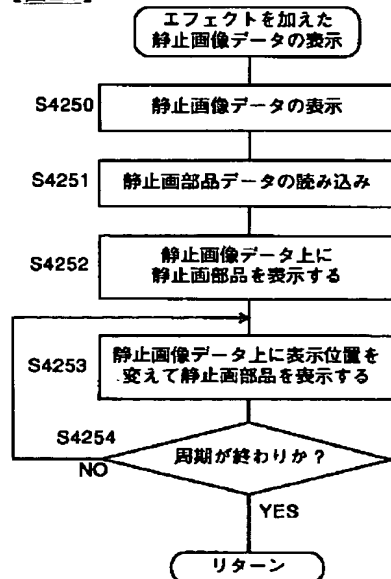 エフェクトを加えた
静止画像データの表示
S4250
静止画像データの表示
S4251
静止画部品データの読み込み
S4252
静止画像データ上に
静止画部品を表示する
S4253
静止画像データ上に表示位置を
変えて静止画部品を表示する
S4254
周期が終わりか？
NO
YES
リターン